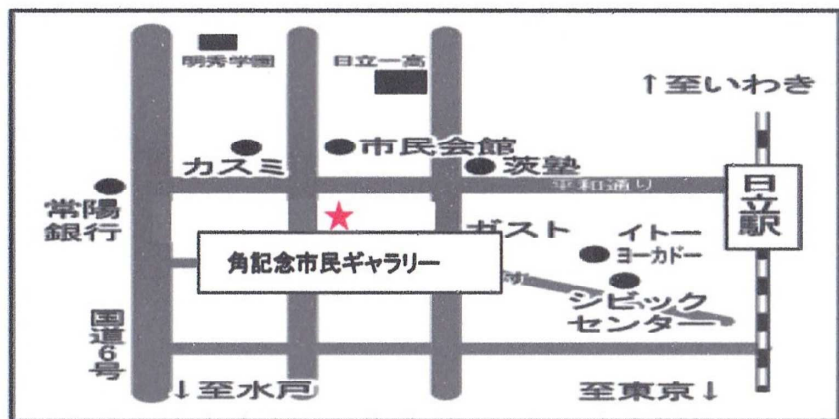 明秀学園
日立一高
↑至いわき
カスミ
市民会館
茨塾
平和通り
日立駅
常陽
銀行
ガスト
イトー
ヨーカドー
角記念市民ギャラリー
シビック
センター
国道6号
↓至水戸
至東京↓